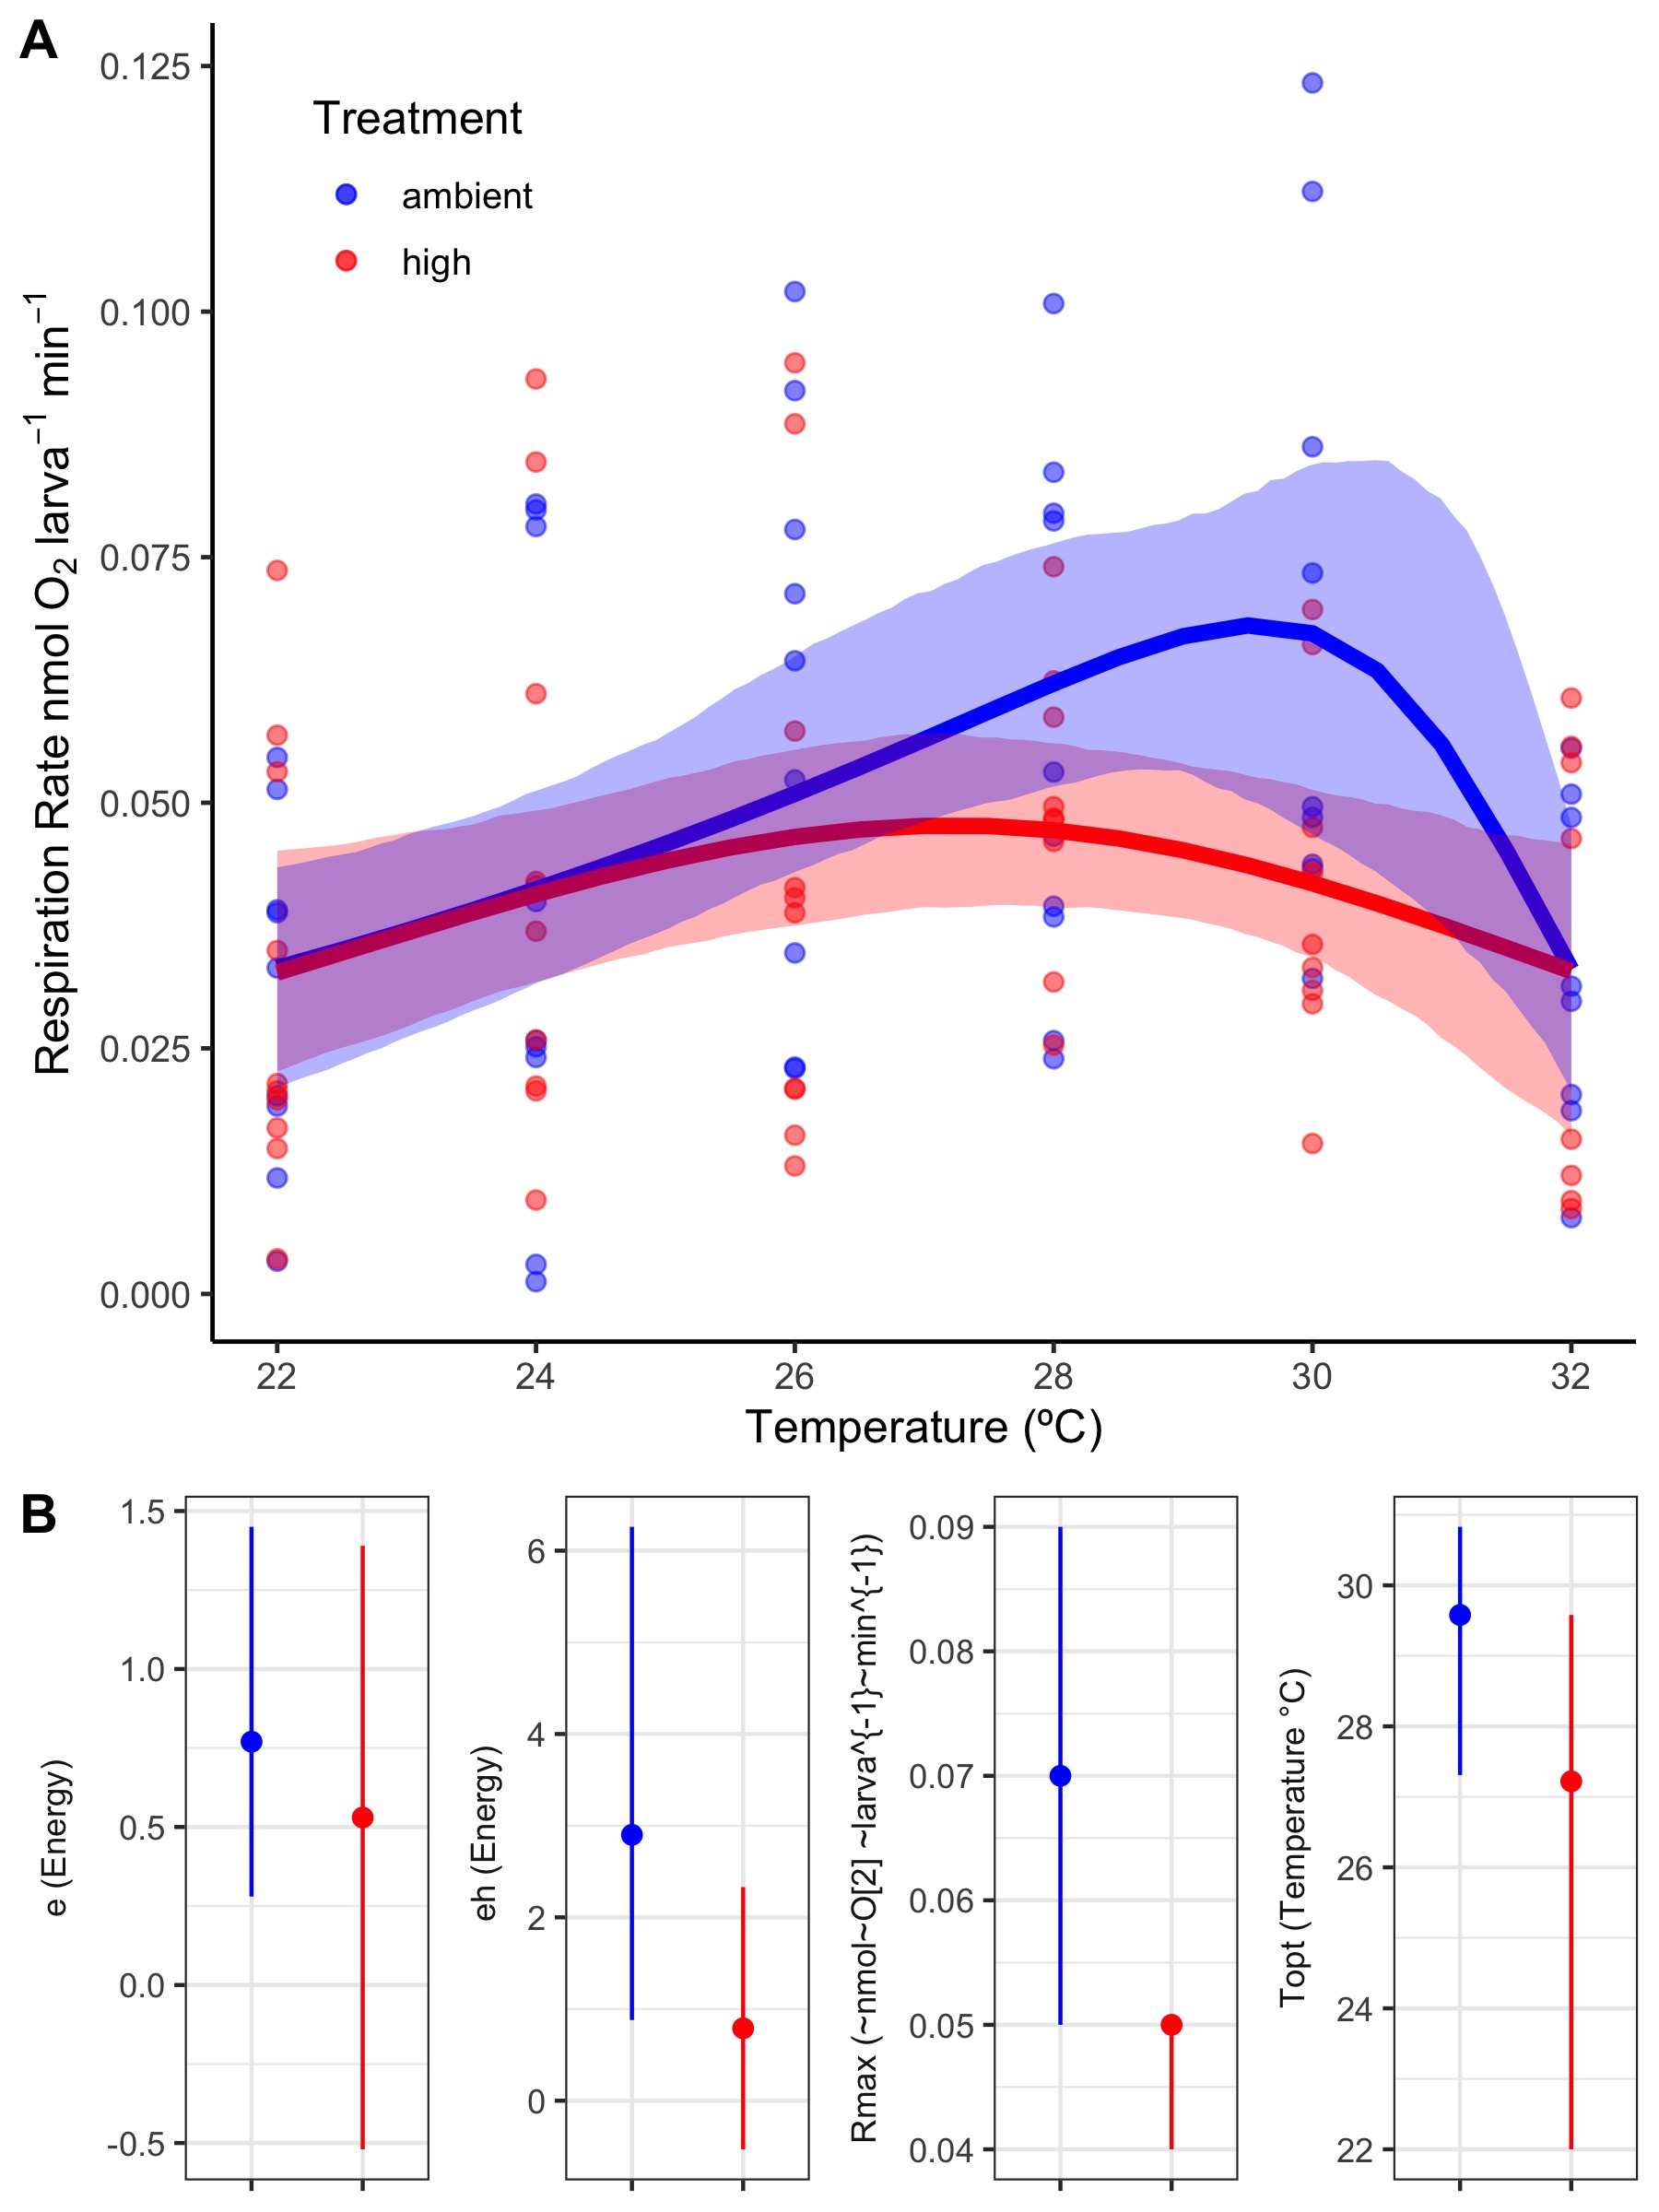 A
0.125
0.100
0.075
0.050
0.025
0.000
Respiration Rate nmol O₂ larva⁻¹ min⁻¹
Treatment
ambient
high
22 24 26 28 30 32
Temperature (ºC)
B
e (Energy)
1.5
1.0
0.5
0.0
-0.5
eh (Energy)
6
4
2
0
Rmax (~nmol~O[2] ~larva^{-1}~min^{-1})
0.09
0.08
0.07
0.06
0.05
0.04
Topt (Temperature °C)
30
28
26
24
22